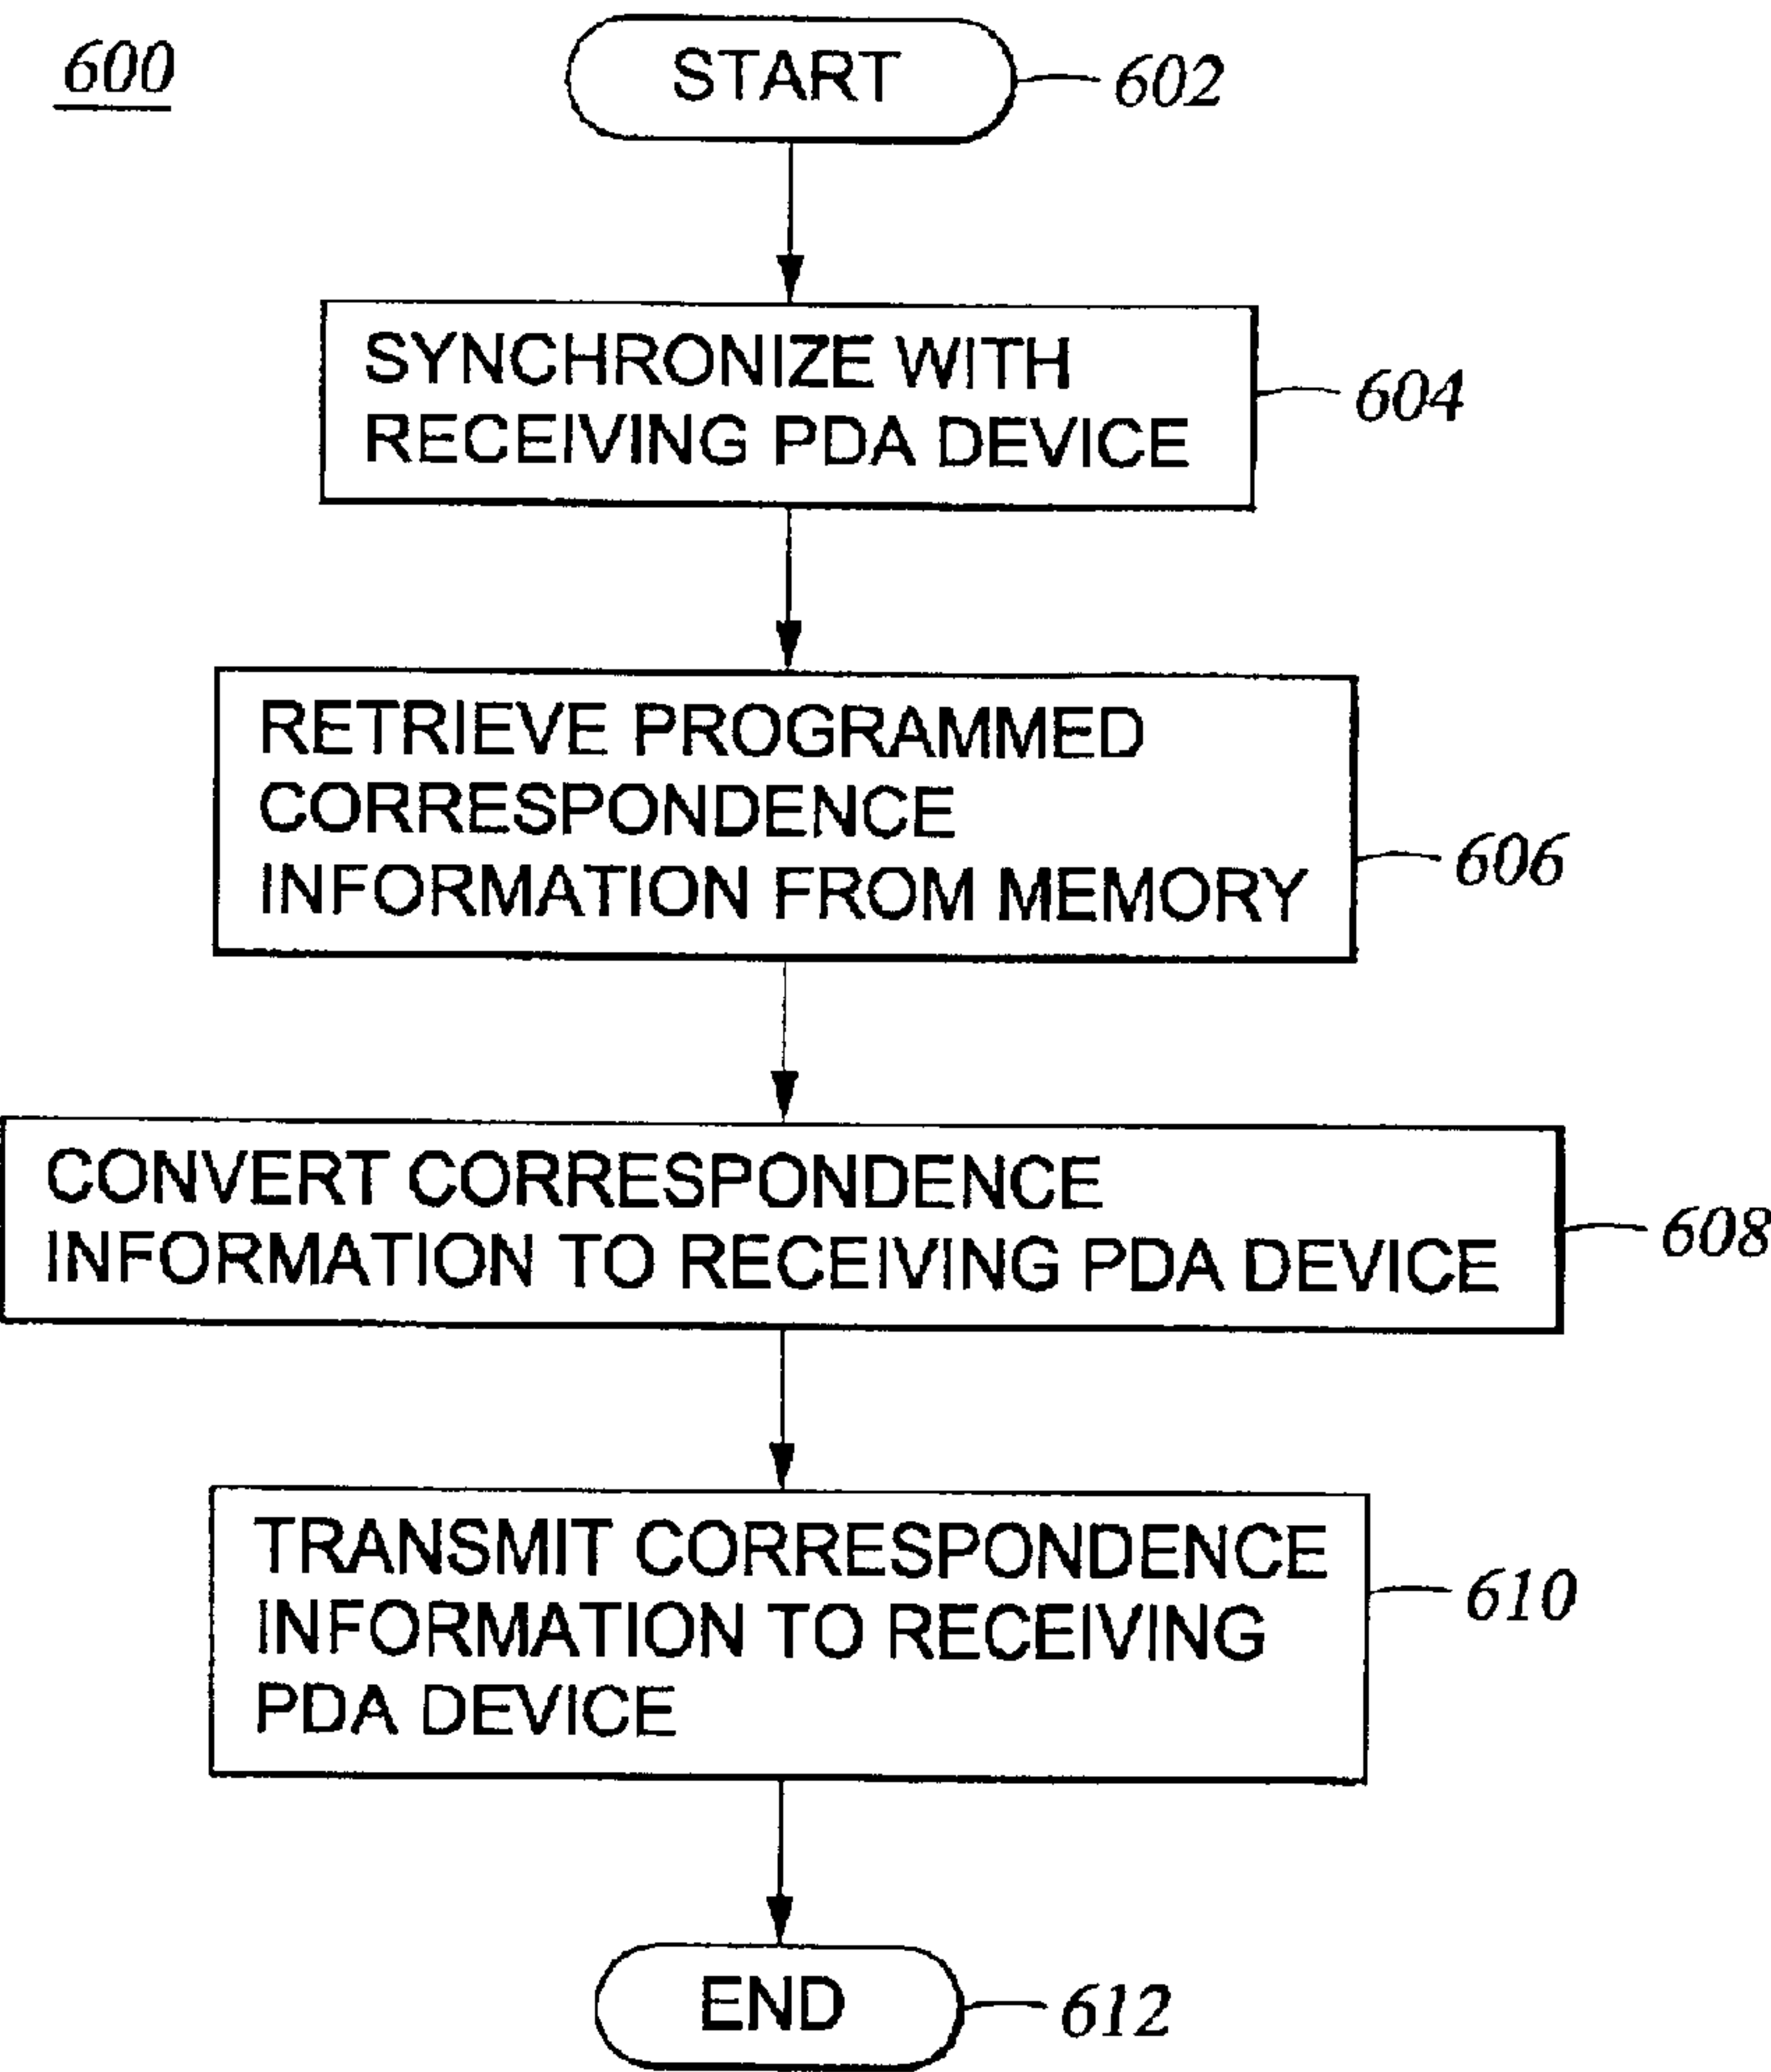 600
START
602
SYNCHRONIZE WITH
RECEIVING PDA DEVICE
604
RETRIEVE PROGRAMMED
CORRESPONDENCE
INFORMATION FROM MEMORY
606
CONVERT CORRESPONDENCE
INFORMATION TO RECEIVING PDA DEVICE
608
TRANSMIT CORRESPONDENCE
INFORMATION TO RECEIVING
PDA DEVICE
610
END
612